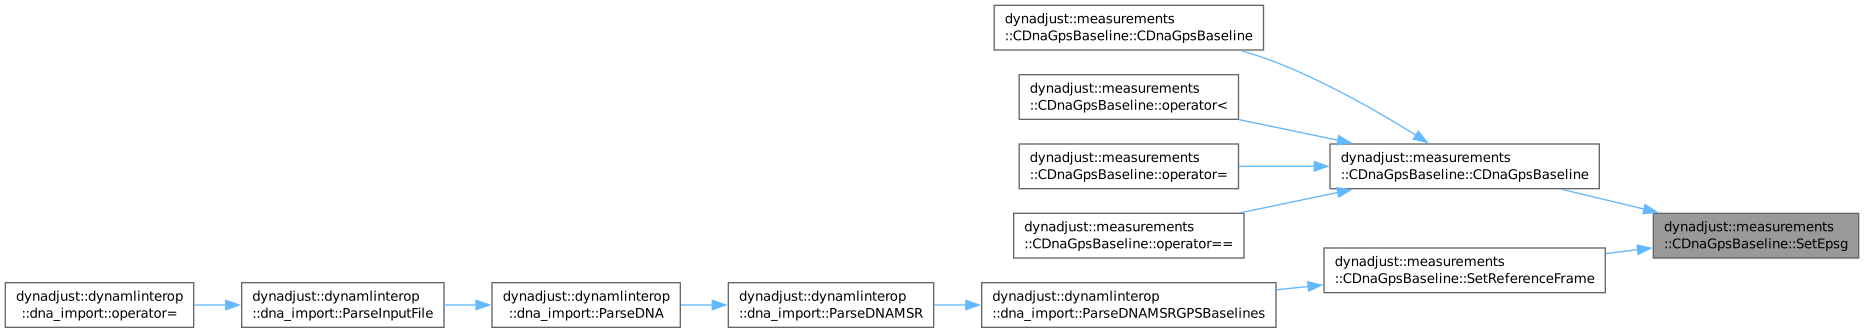 dynadjust::measurements
::CDnaGpsBaseline::CDnaGpsBaseline
dynadjust::measurements
::CDnaGpsBaseline::operator<
dynadjust::measurements
::CDnaGpsBaseline::operator=
dynadjust::measurements
::CDnaGpsBaseline::operator==
dynadjust::measurements
::CDnaGpsBaseline::CDnaGpsBaseline
dynadjust::measurements
::CDnaGpsBaseline::SetEpsg
dynadjust::measurements
::CDnaGpsBaseline::SetReferenceFrame
dynadjust::dynamlinterop
::dna_import::operator=
dynadjust::dynamlinterop
::dna_import::ParseInputFile
dynadjust::dynamlinterop
::dna_import::ParseDNA
dynadjust::dynamlinterop
::dna_import::ParseDNAMSR
dynadjust::dynamlinterop
::dna_import::ParseDNAMSRGPSBaselines